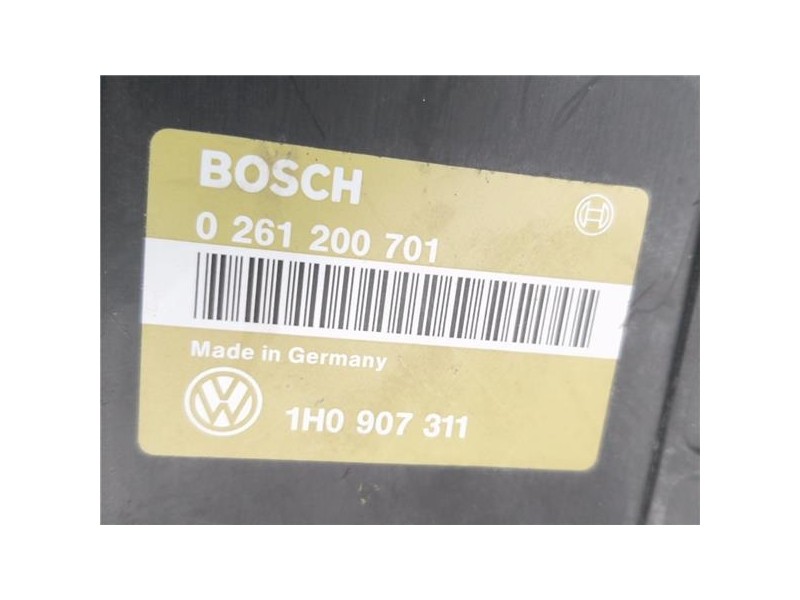 BOSCH
0 261 200 701
Made in Germany
1H0 907 311